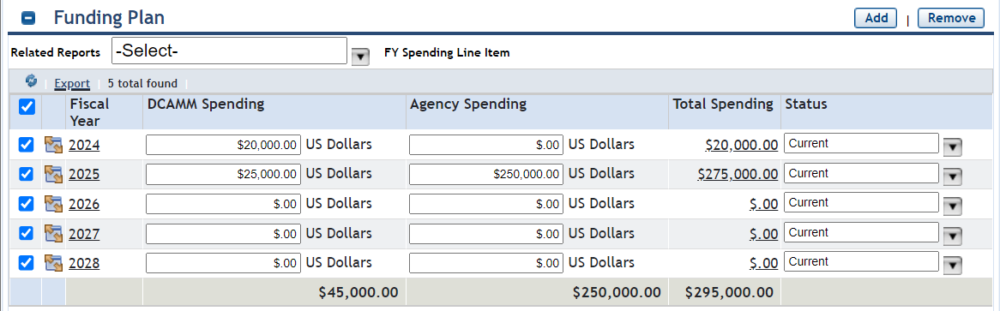 Funding Plan Add | Remove
Related Reports -Select- FY Spending Line Item
Export 5 total found
Fiscal Year DCAMM Spending Agency Spending Total Spending Status
2024 $20,000.00 US Dollars $.00 US Dollars $20,000.00 Current
2025 $25,000.00 US Dollars $250,000.00 US Dollars $275,000.00 Current
2026 $.00 US Dollars $.00 US Dollars $.00 Current
2027 $.00 US Dollars $.00 US Dollars $.00 Current
2028 $.00 US Dollars $.00 US Dollars $.00 Current
$45,000.00 $250,000.00 $295,000.00